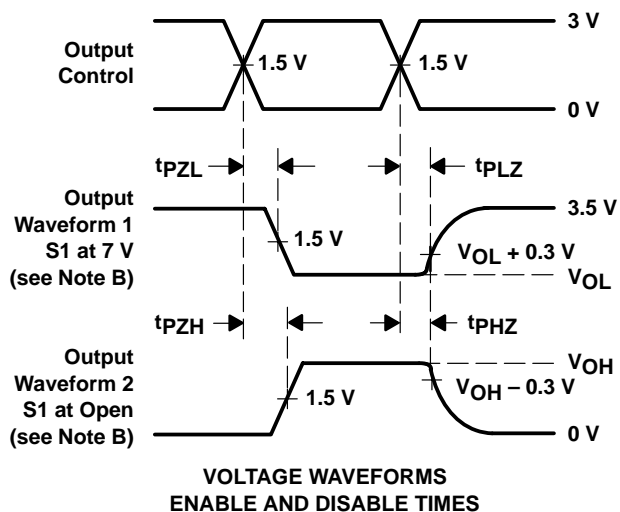 3 V
Output
Control
1.5 V
1.5 V
0 V
tPZL
tPLZ
Output
Waveform 1
S1 at 7 V
(see Note B)
3.5 V
1.5 V
VOL + 0.3 V
VOL
tPZH
tPHZ
Output
Waveform 2
S1 at Open
(see Note B)
VOH
1.5 V
VOH – 0.3 V
0 V
VOLTAGE WAVEFORMS
ENABLE AND DISABLE TIMES